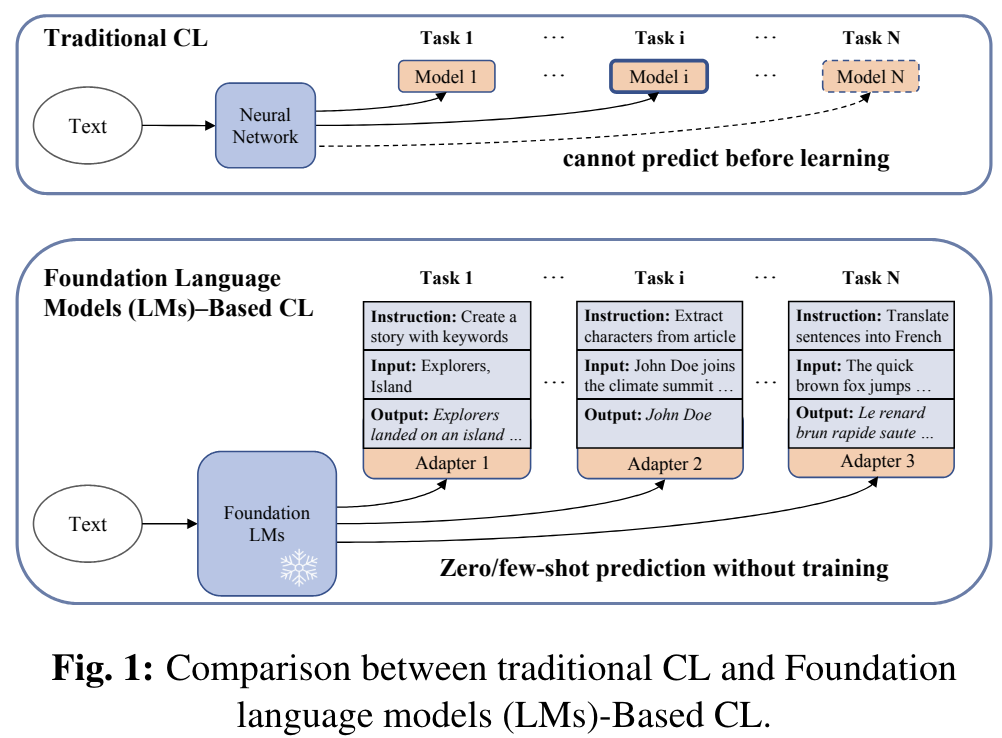 Traditional CL
Task 1 ··· Task i ··· Task N
Model 1 ··· Model i ··· Model N
Text
Neural
Network
cannot predict before learning
Foundation Language
Models (LMs)–Based CL
Task 1 ··· Task i ··· Task N
Instruction: Create a
story with keywords
Input: Explorers,
Island
Output: Explorers
landed on an island ...
Adapter 1
···
Instruction: Extract
characters from article
Input: John Doe joins
the climate summit ...
Output: John Doe
Adapter 2
···
Instruction: Translate
sentences into French
Input: The quick
brown fox jumps ...
Output: Le renard
brun rapide saute ...
Adapter 3
Text
Foundation
LMs
Zero/few-shot prediction without training
Fig. 1: Comparison between traditional CL and Foundation
language models (LMs)-Based CL.